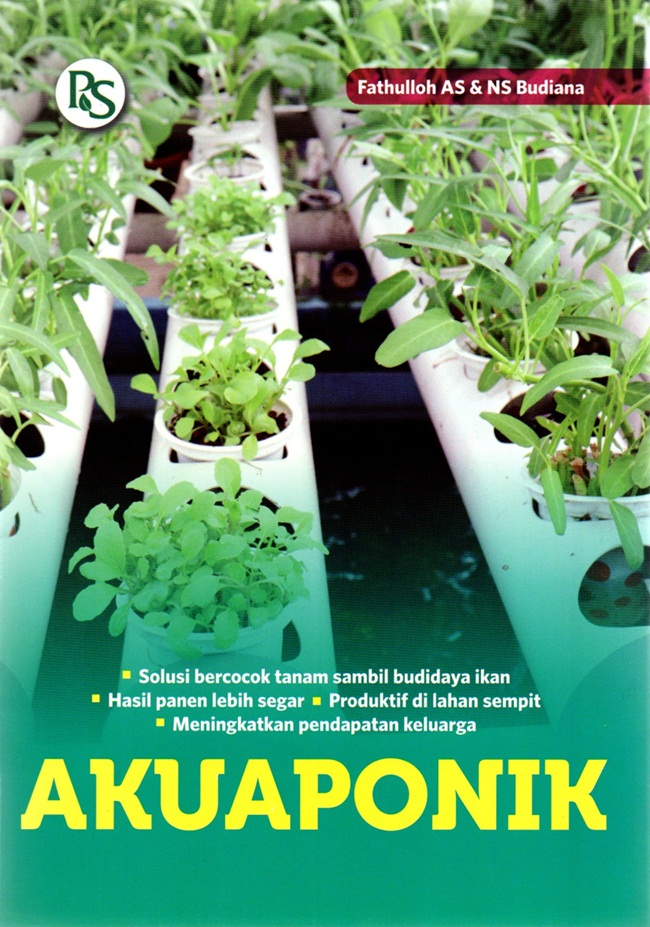 PS
Fathulloh AS & NS Budiana
▪ Solusi bercocok tanam sambil budidaya ikan
▪ Hasil panen lebih segar ▪ Produktif di lahan sempit
▪ Meningkatkan pendapatan keluarga
AKUAPONIK